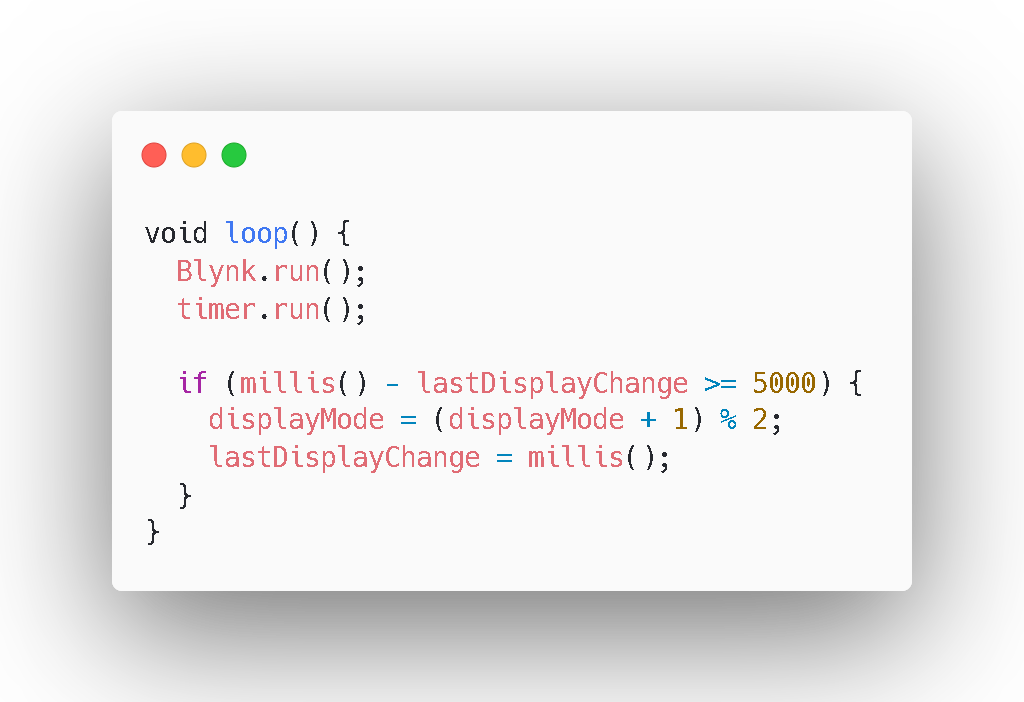 void loop() {
  Blynk.run();
  timer.run();

  if (millis() - lastDisplayChange >= 5000) {
    displayMode = (displayMode + 1) % 2;
    lastDisplayChange = millis();
  }
}